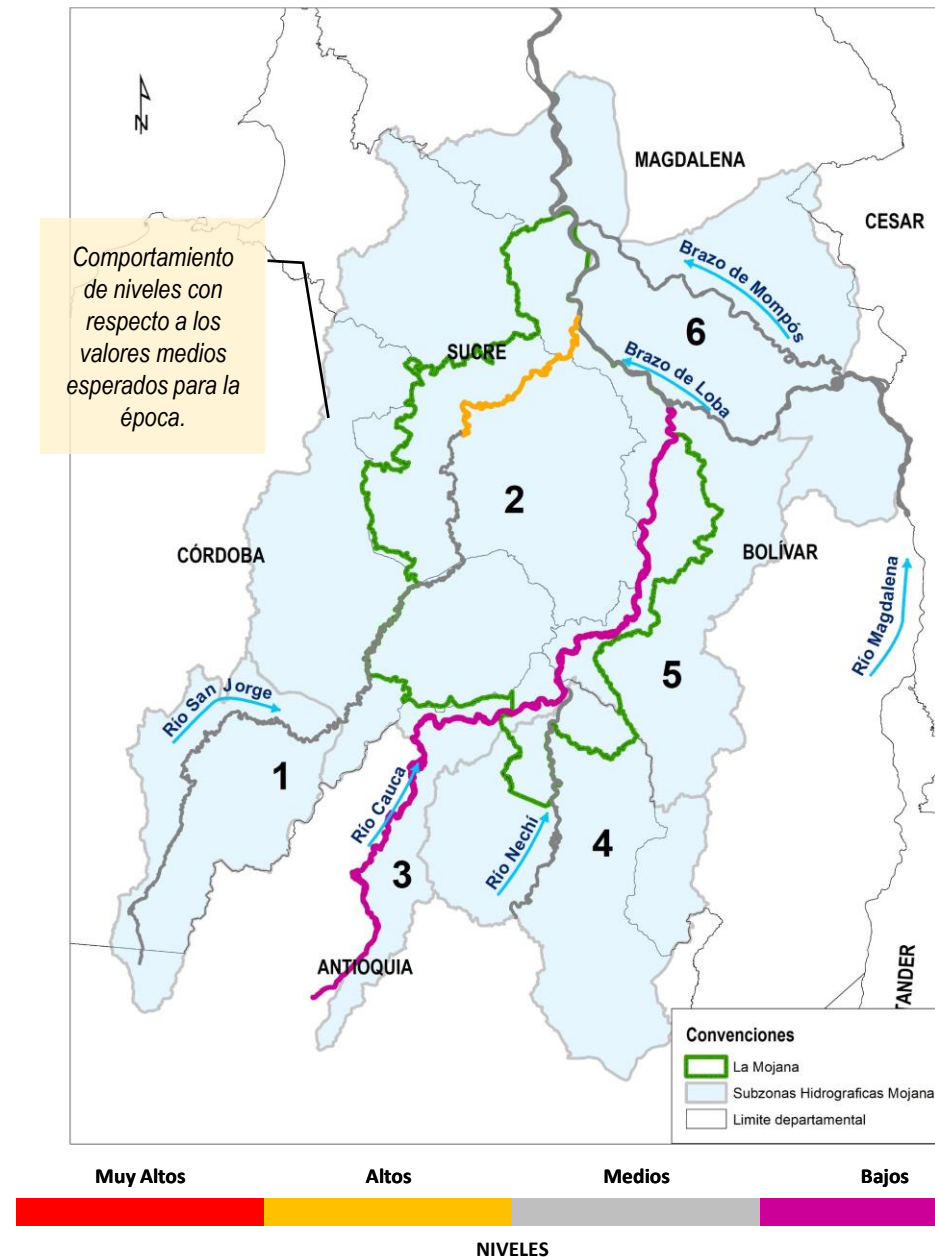 N
MAGDALENA
CESAR
Comportamiento
de niveles con
respecto a los
valores medios
esperados para la
época.
Brazo de Mompós
6
SUCRE
Brazo de Loba
2
CÓRDOBA
BOLÍVAR
Río Magdalena
5
Río San Jorge
1
Río Cauca
4
3
Río Nechí
ANTIOQUIA
TANDER
Convenciones
La Mojana
Subzonas Hidrograficas Mojana
Limite departamental
Muy Altos Altos Medios Bajos
NIVELES